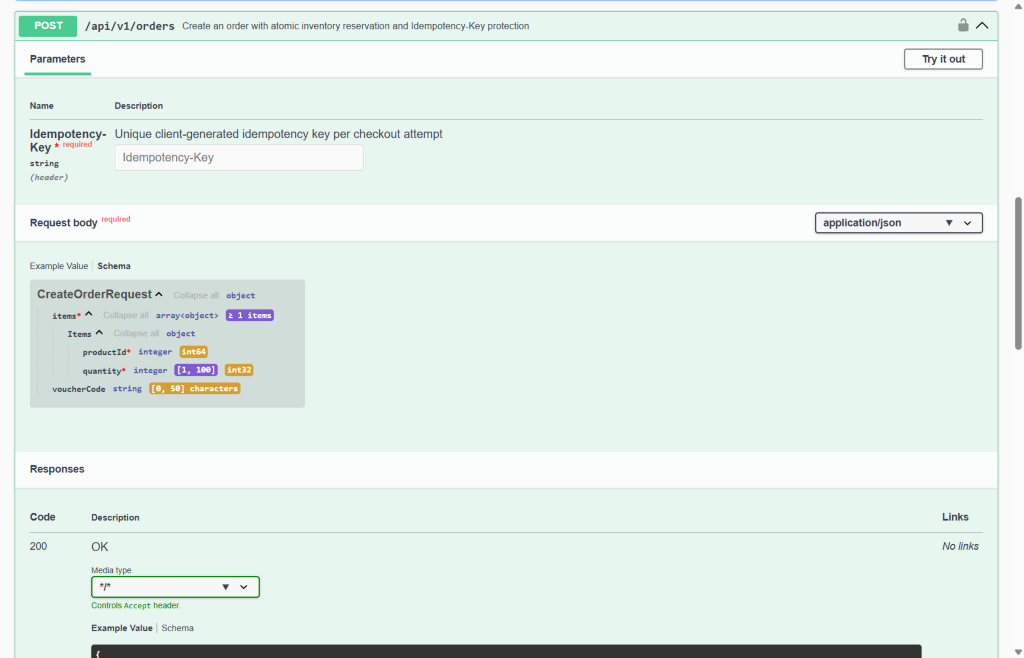 POST /api/v1/orders Create an order with atomic inventory reservation and Idempotency-Key protection
Parameters
Try it out
Name Description
Idempotency-Key * required
string
(header)
Unique client-generated idempotency key per checkout attempt
Idempotency-Key
Request body required
application/json
Example Value Schema
CreateOrderRequest Collapse all object
items* Collapse all array<object> ≥ 1 items
Items Collapse all object
productId* integer int64
quantity* integer [1, 100] int32
voucherCode string [0, 50] characters
Responses
Code Description Links
200 OK No links
Media type
*/*
Controls Accept header.
Example Value Schema
{